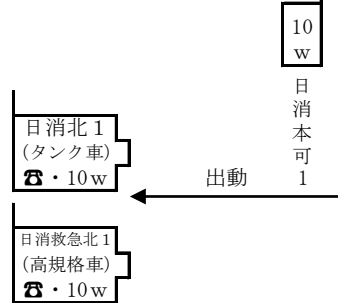 10
w
日
消
本
可
1
日消北1
(タンク車)
☎・10w
出動
日消救急北1
(高規格車)
☎・10w